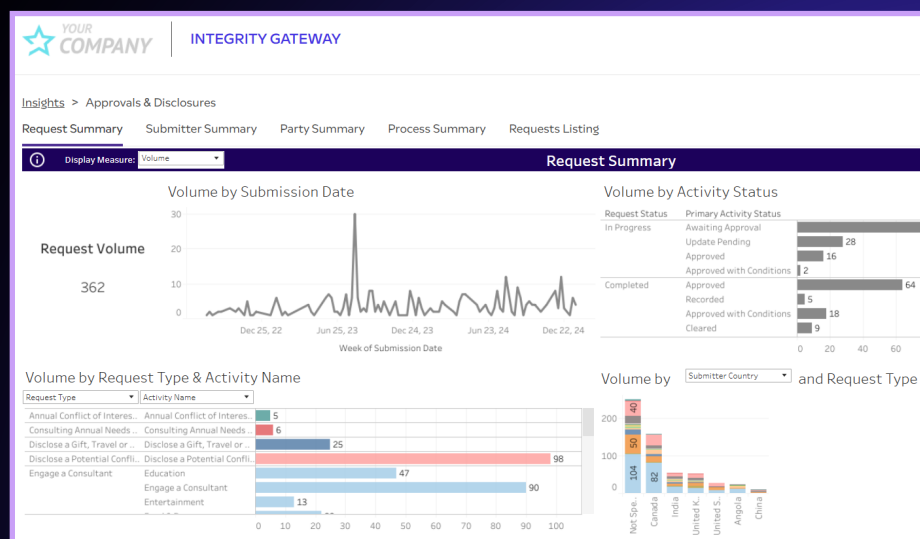 YOUR
COMPANY
INTEGRITY GATEWAY
Insights > Approvals & Disclosures
Request Summary Submitter Summary Party Summary Process Summary Requests Listing
Display Measure: Volume Request Summary
Volume by Submission Date
Request Volume
362
30
20
10
0
Dec 25, 22 Jun 25, 23 Dec 24, 23 Jun 23, 24 Dec 22, 24
Week of Submission Date
Volume by Activity Status
Request Status Primary Activity Status
In Progress Awaiting Approval
Update Pending 28
Approved 16
Approved with Conditions 2
Completed Approved 64
Recorded 5
Approved with Conditions 18
Cleared 9
0 20 40 60
Volume by Request Type & Activity Name
Request Type Activity Name
Annual Conflict of Interes.. Annual Conflict of Interes.. 5
Consulting Annual Needs .. Consulting Annual Needs .. 6
Disclose a Gift, Travel or .. Disclose a Gift, Travel or .. 25
Disclose a Potential Confli.. Disclose a Potential Confli.. 98
Engage a Consultant Education 47
Engage a Consultant 90
Entertainment 13
0 10 20 30 40 50 60 70 80 90 100
Volume by Submitter Country and Request Type
200
100
0
40
50
104
82
Not Spe..
Canada
India
United K..
United S..
Angola
China